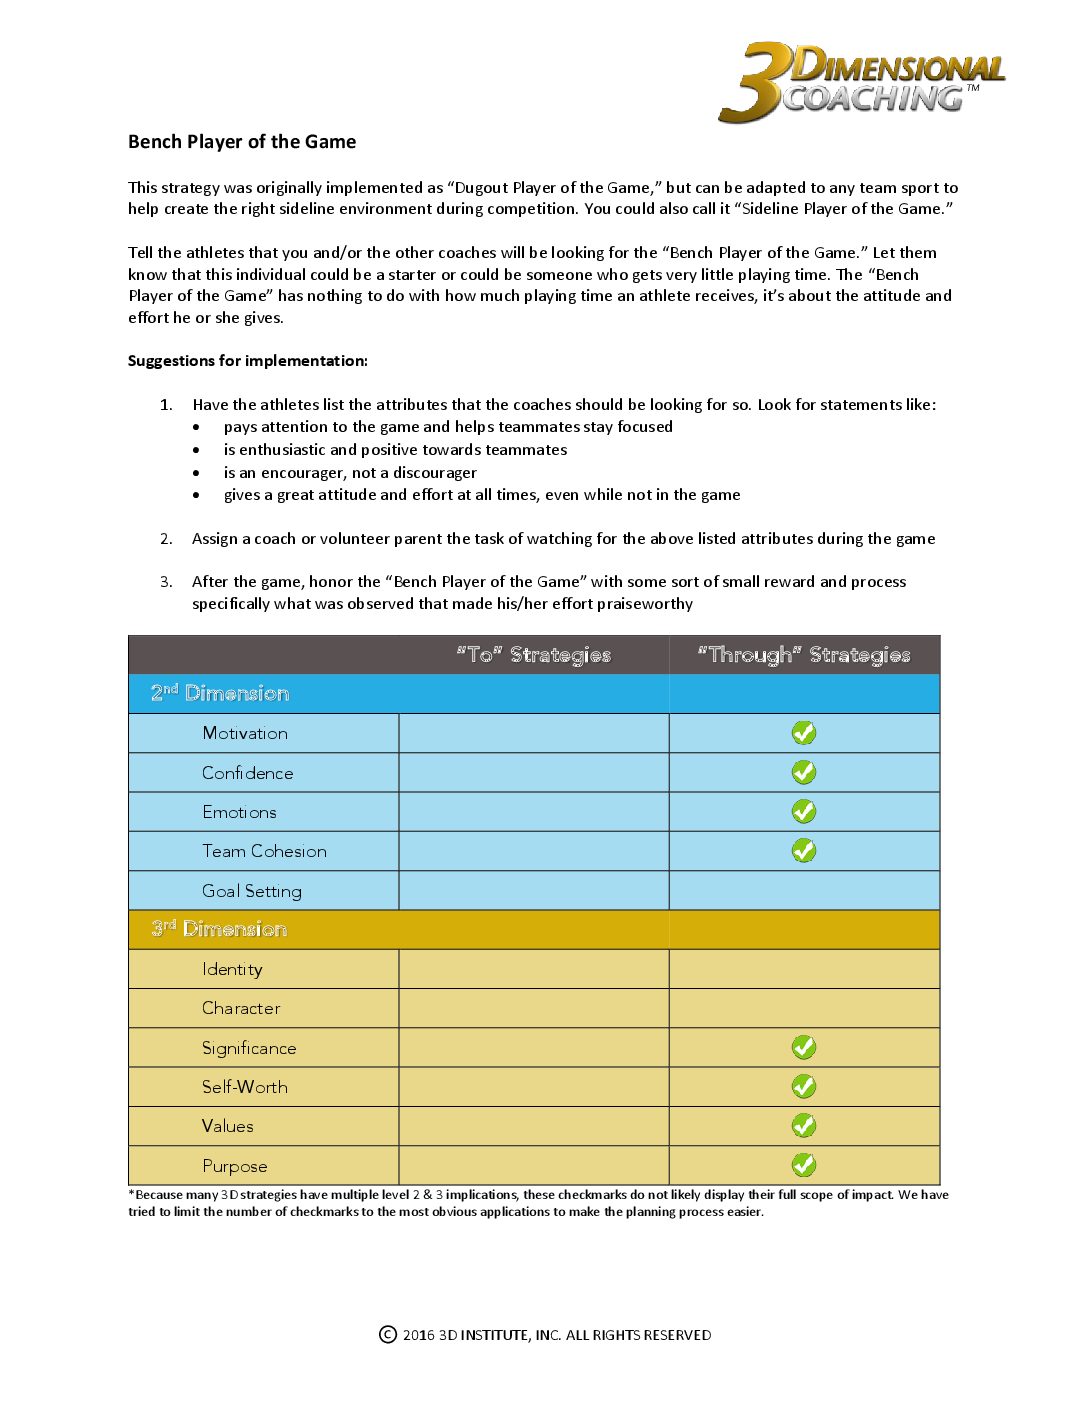 3Dimensional
Coaching™
Bench Player of the Game
This strategy was originally implemented as “Dugout Player of the Game,” but can be adapted to any team sport to
help create the right sideline environment during competition. You could also call it “Sideline Player of the Game.”
Tell the athletes that you and/or the other coaches will be looking for the “Bench Player of the Game.” Let them
know that this individual could be a starter or could be someone who gets very little playing time. The “Bench
Player of the Game” has nothing to do with how much playing time an athlete receives, it’s about the attitude and
effort he or she gives.
Suggestions for implementation:
1. Have the athletes list the attributes that the coaches should be looking for so. Look for statements like:
• pays attention to the game and helps teammates stay focused
• is enthusiastic and positive towards teammates
• is an encourager, not a discourager
• gives a great attitude and effort at all times, even while not in the game
2. Assign a coach or volunteer parent the task of watching for the above listed attributes during the game
3. After the game, honor the “Bench Player of the Game” with some sort of small reward and process
specifically what was observed that made his/her effort praiseworthy
“To” Strategies “Through” Strategies
2nd Dimension
Motivation
Confidence
Emotions
Team Cohesion
Goal Setting
3rd Dimension
Identity
Character
Significance
Self-Worth
Values
Purpose
*Because many 3D strategies have multiple level 2 & 3 implications, these checkmarks do not likely display their full scope of impact. We have
tried to limit the number of checkmarks to the most obvious applications to make the planning process easier.
© 2016 3D INSTITUTE, INC. ALL RIGHTS RESERVED